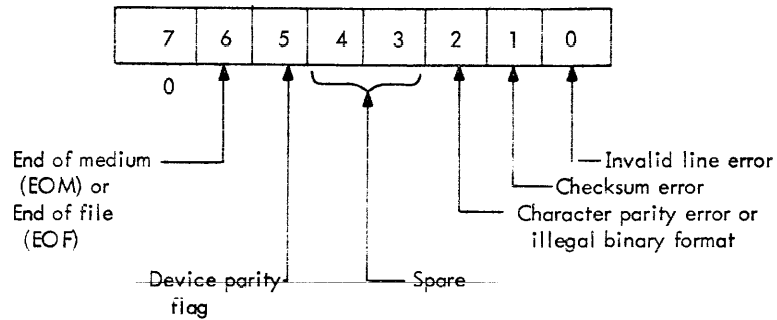 7 6 5 4 3 2 1 0
0
End of medium
(EOM) or
End of file
(EOF)
Invalid line error
Checksum error
Character parity error or
illegal binary format
Device parity
flag
Spare